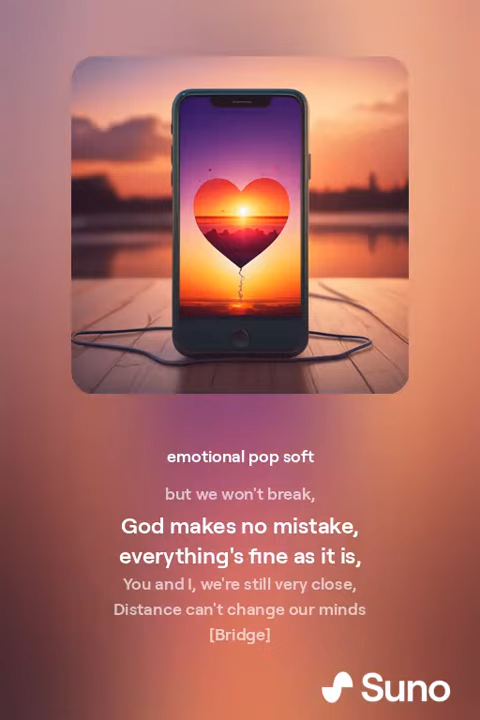 emotional pop soft
but we won't break,
God makes no mistake,
everything's fine as it is,
You and I, we're still very close,
Distance can't change our minds
[Bridge]
Suno